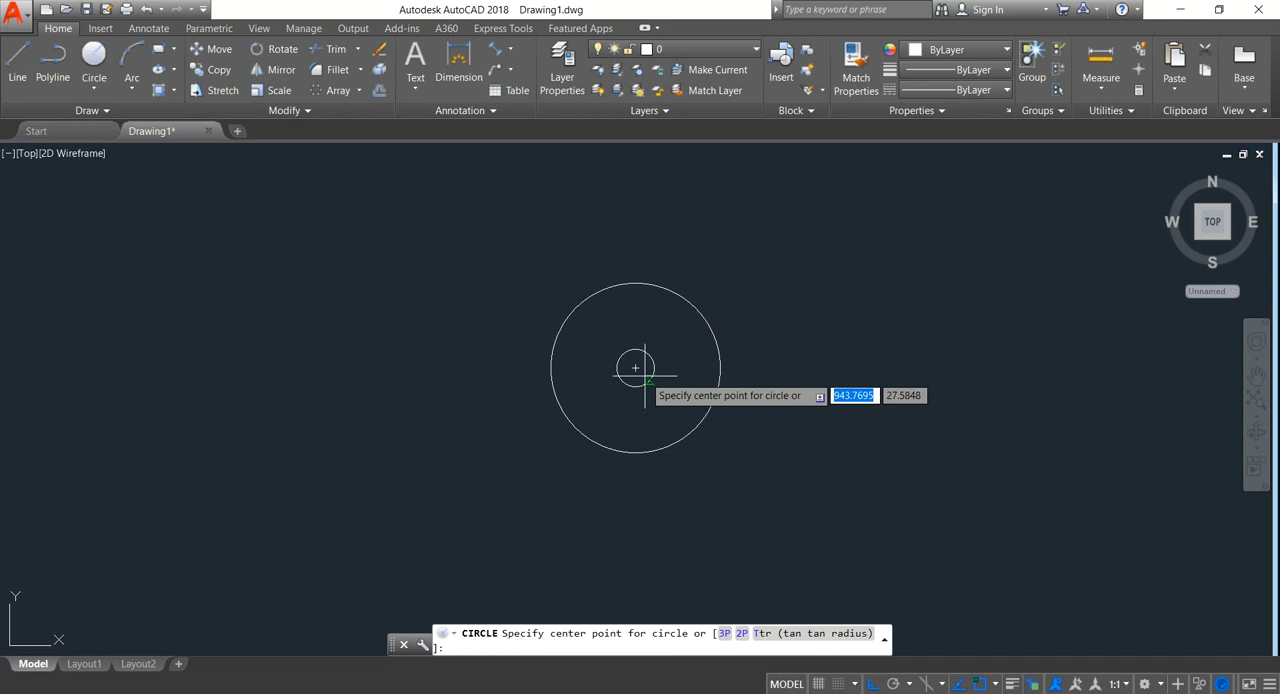 Autodesk AutoCAD 2018 Drawing1.dwg
Type a keyword or phrase
Sign In
Home Insert Annotate Parametric View Manage Output Add-ins A360 Express Tools Featured Apps
Line Polyline Circle Arc
Move Rotate Trim
Copy Mirror Fillet
Stretch Scale Array
Text Dimension Table
Layer Properties
0
Make Current
Match Layer
Insert
Match Properties
ByLayer
ByLayer
ByLayer
Group
Measure
Paste
Base
Draw Modify Annotation Layers Block Properties Groups Utilities Clipboard View
Start Drawing1*
[−][Top][2D Wireframe]
N
W TOP E
S
Unnamed
Specify center point for circle or 943.7695 27.5848
Y
X
CIRCLE Specify center point for circle or [3P 2P Ttr (tan tan radius)
]:
Model Layout1 Layout2
MODEL 1:1